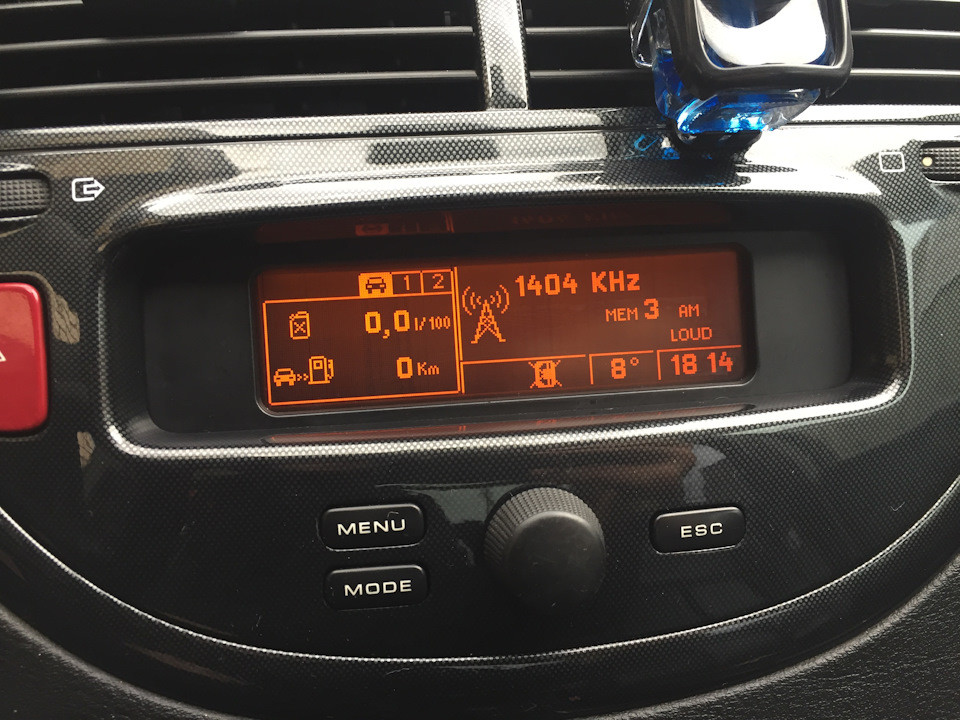 1 2
0,0 l/100
0 Km
1404 KHz
MEM 3 AM
LOUD
8° 18 14
MENU
ESC
MODE